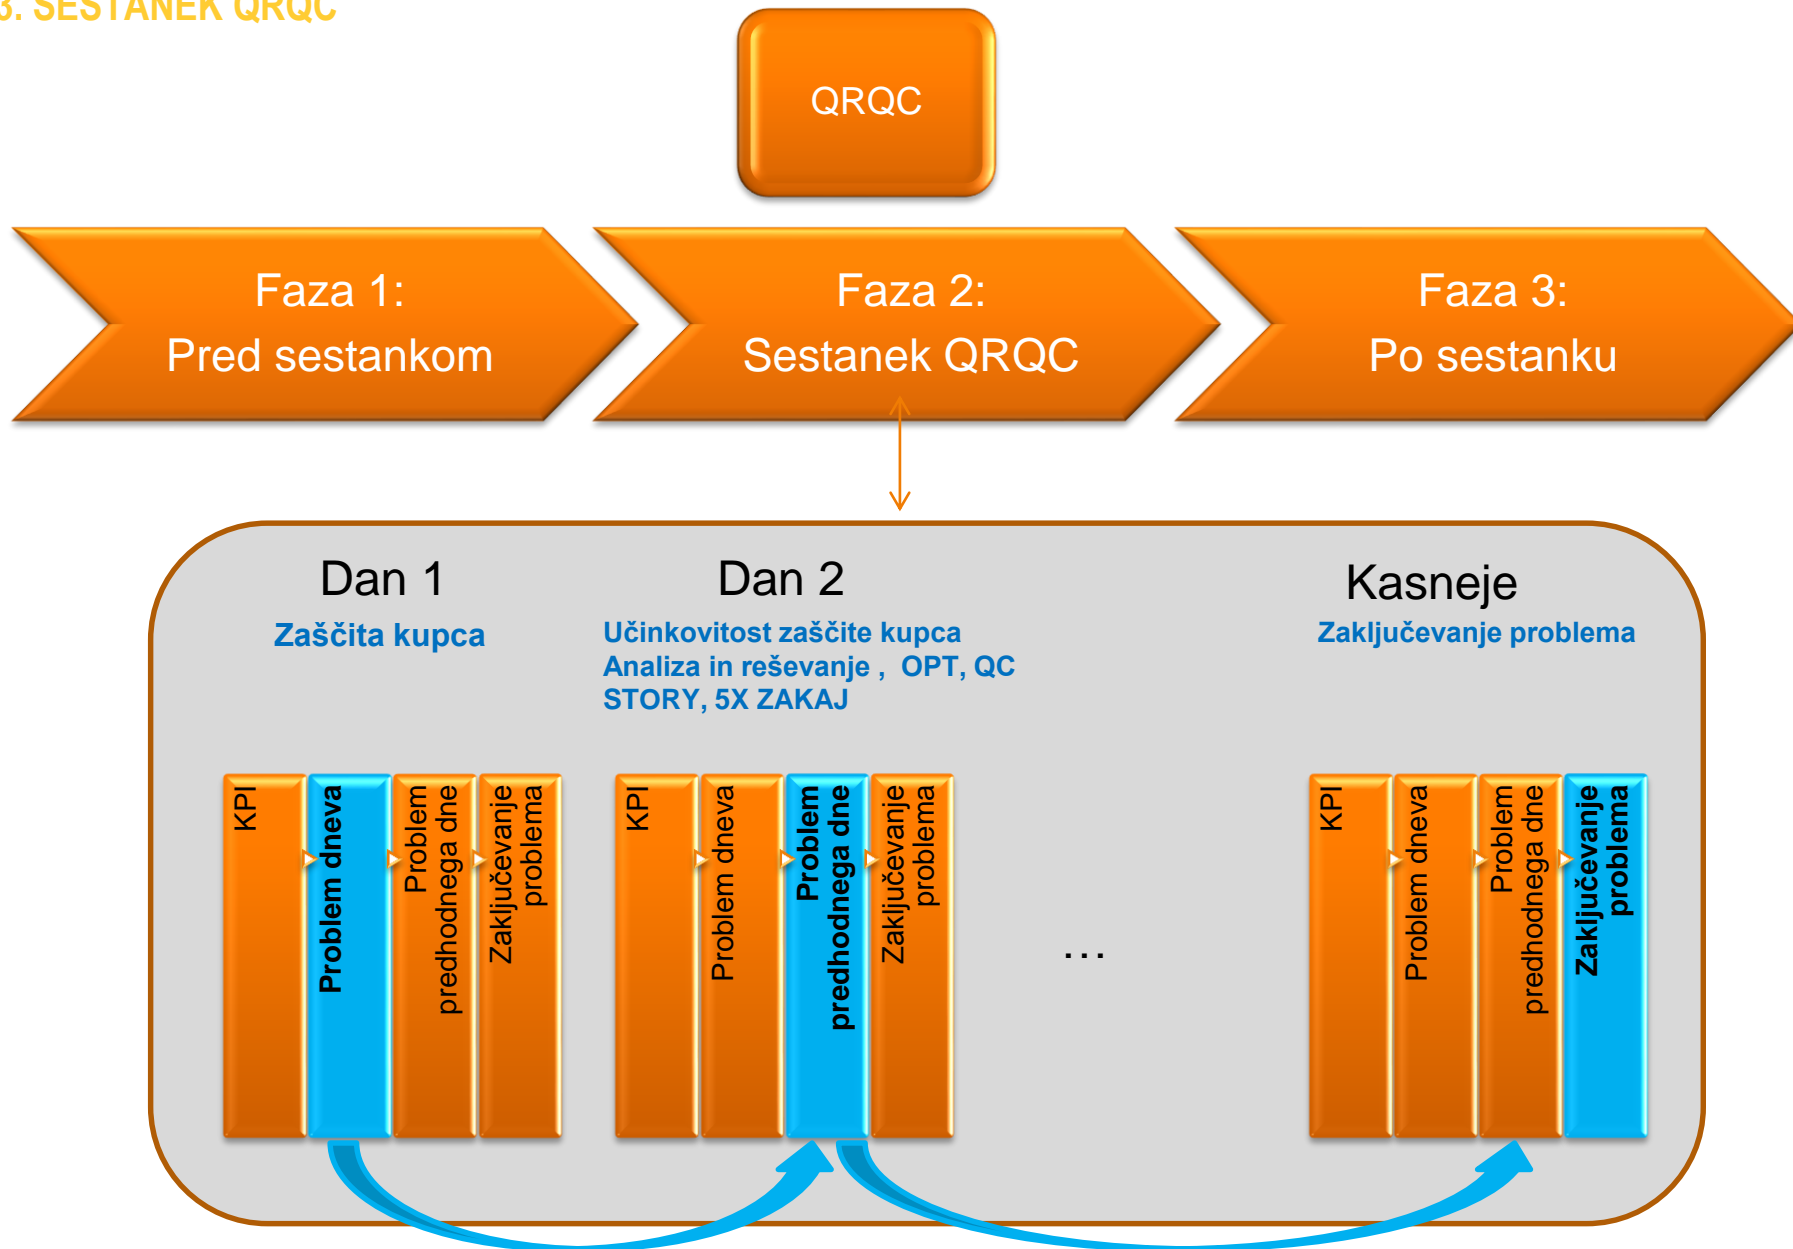 3. SESTANEK QRQC
QRQC
Faza 1:
Pred sestankom
Faza 2:
Sestanek QRQC
Faza 3:
Po sestanku
Dan 1
Zaščita kupca
Dan 2
Učinkovitost zaščite kupca
Analiza in reševanje , OPT, QC
STORY, 5X ZAKAJ
Kasneje
Zaključevanje problema
KPI
Problem dneva
Problem
predhodnega dne
Zaključevanje
problema
KPI
Problem dneva
Problem
predhodnega dne
Zaključevanje
problema
...
KPI
Problem dneva
Problem
predhodnega dne
Zaključevanje
problema